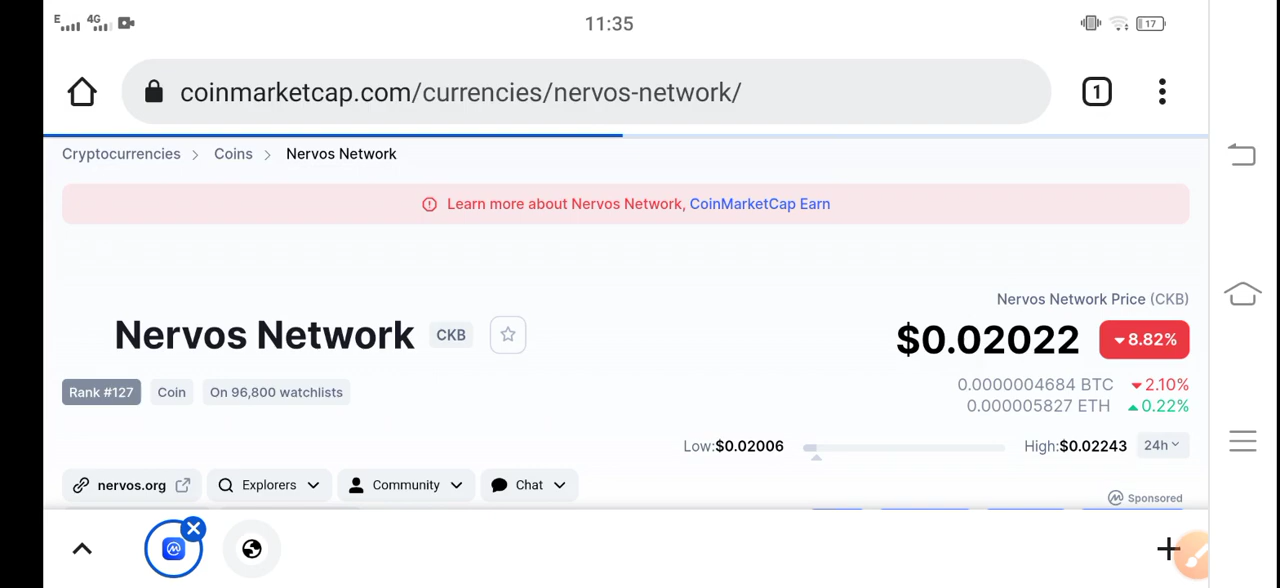 E 4G 11:35 17
coinmarketcap.com/currencies/nervos-network/ 1
Cryptocurrencies > Coins > Nervos Network
Learn more about Nervos Network, CoinMarketCap Earn
Nervos Network Price (CKB)
Nervos Network CKB $0.02022 8.82%
Rank #127 Coin On 96,800 watchlists 0.0000004684 BTC 2.10%
0.000005827 ETH 0.22%
Low:$0.02006 High:$0.02243 24h
nervos.org Explorers Community Chat
Sponsored